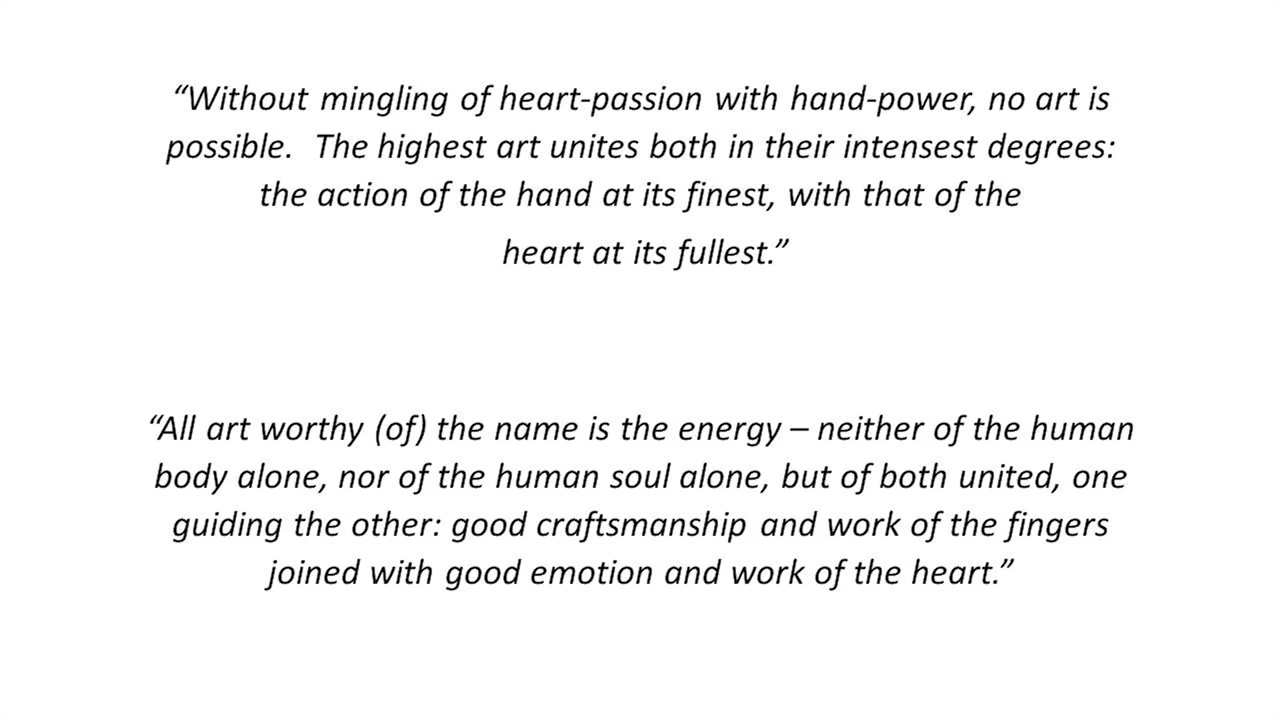 “Without mingling of heart-passion with hand-power, no art is
possible.  The highest art unites both in their intensest degrees:
the action of the hand at its finest, with that of the
heart at its fullest.”
“All art worthy (of) the name is the energy – neither of the human
body alone, nor of the human soul alone, but of both united, one
guiding the other: good craftsmanship and work of the fingers
joined with good emotion and work of the heart.”